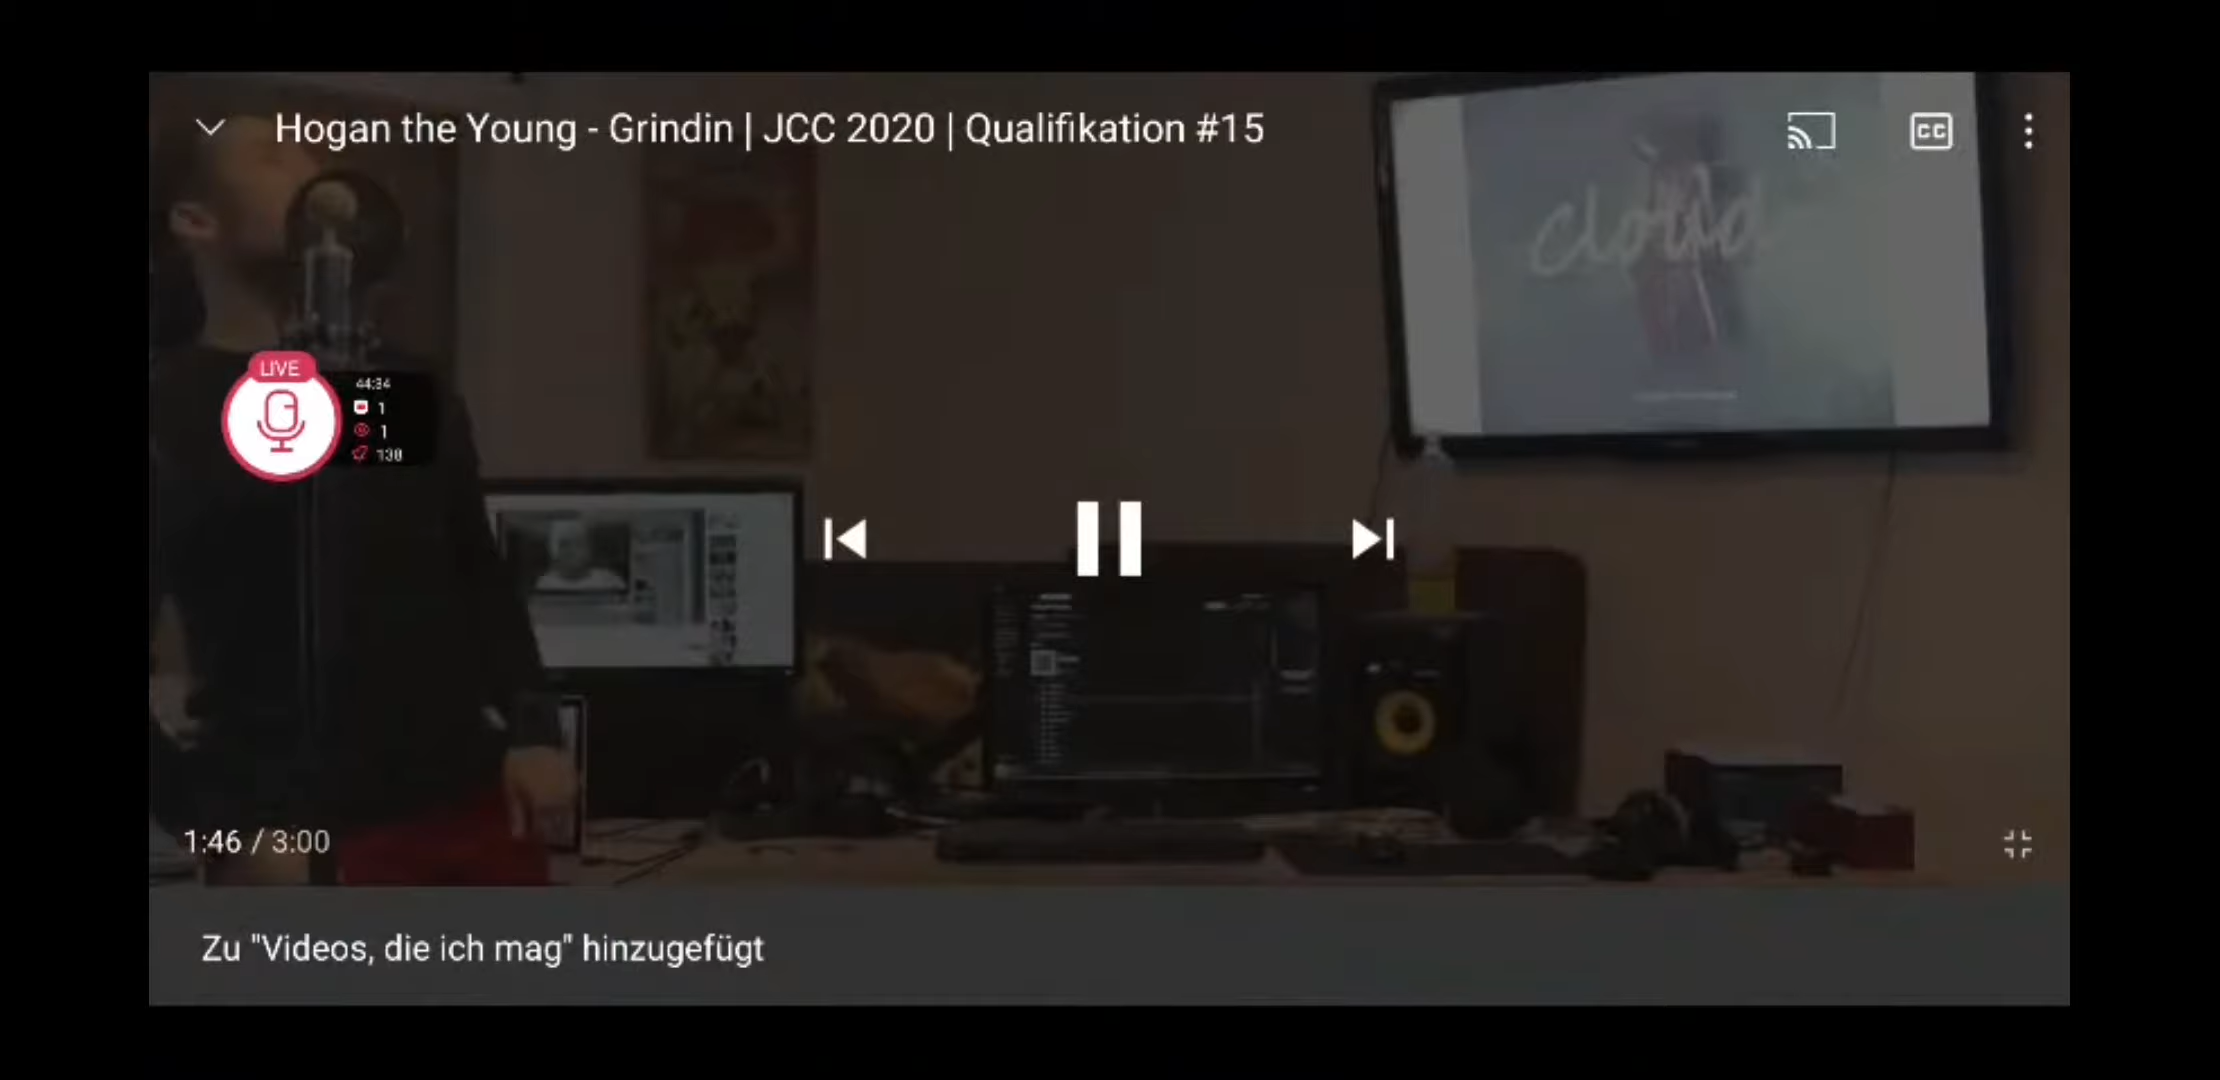 Hogan the Young - Grindin | JCC 2020 | Qualifikation #15
CC
cloud
LIVE
44:34
1
1
138
1:46 / 3:00
Zu "Videos, die ich mag" hinzugefügt